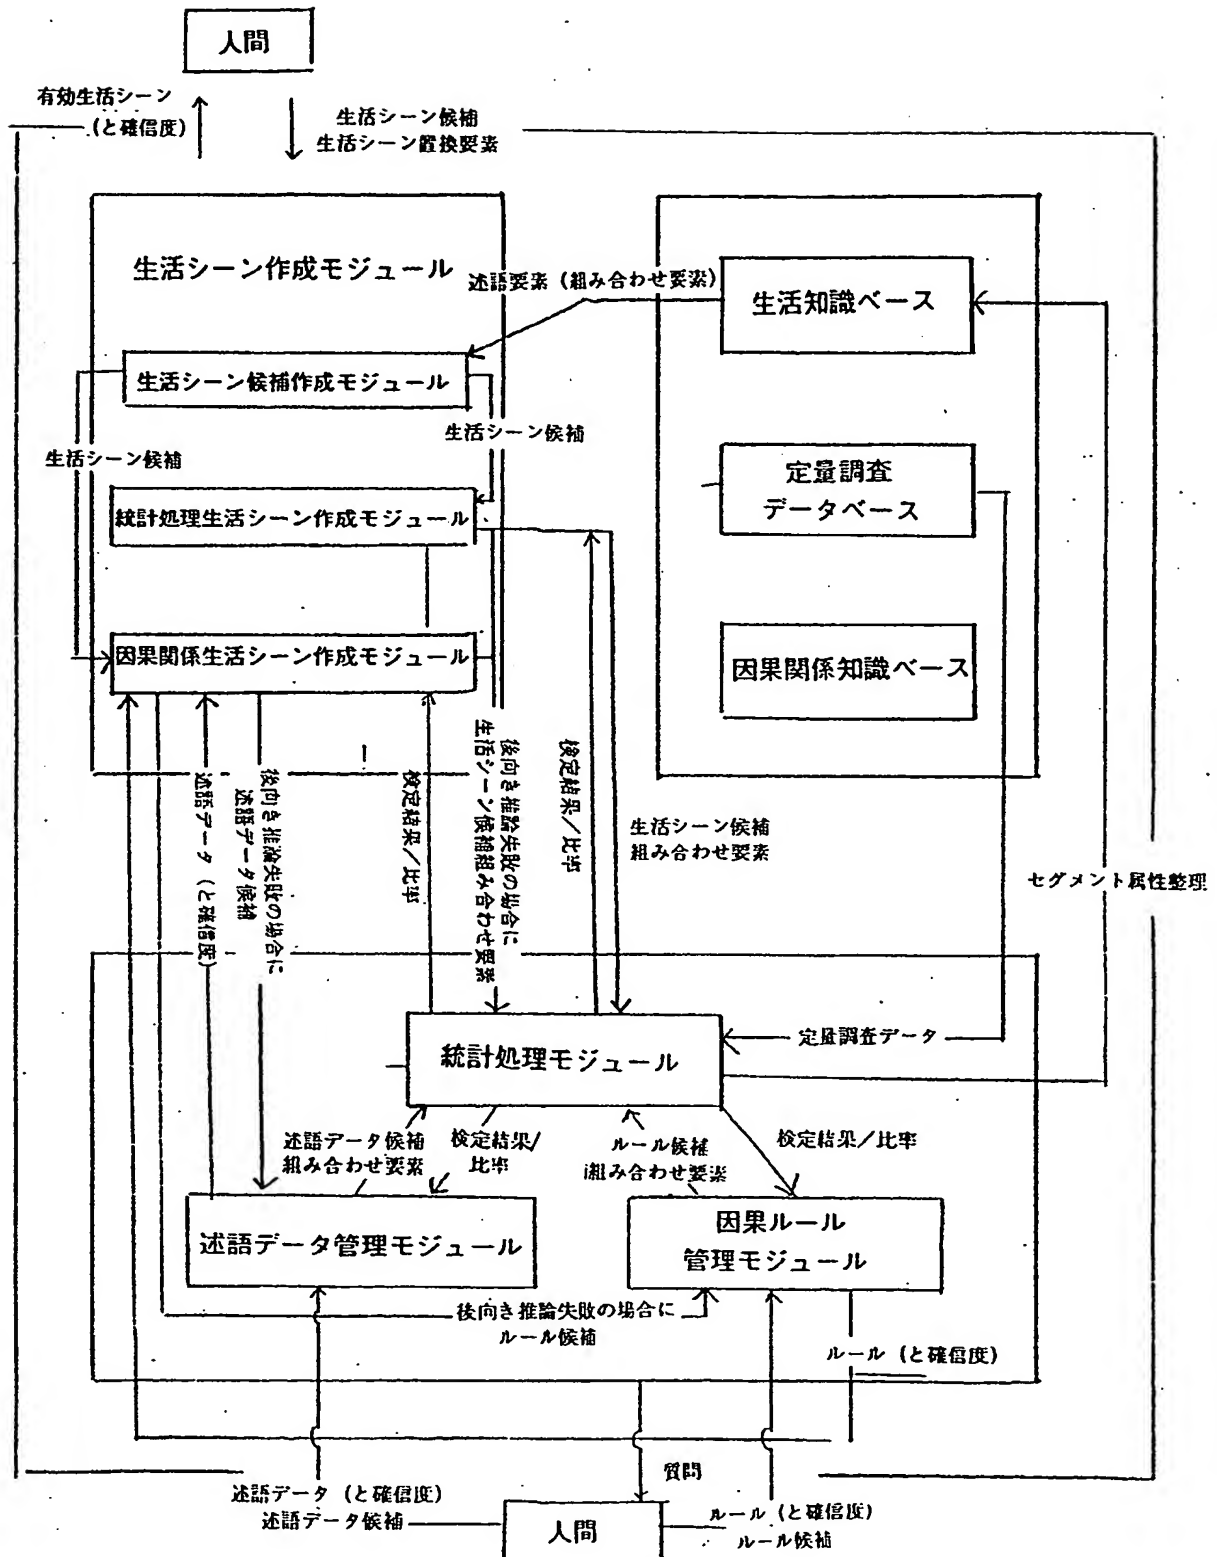 人間
有効生活シーン
(と確信度)
生活シーン候補
生活シーン置換要素
生活シーン作成モジュール
述語要素 (組み合わせ要素)
生活知識ベース
生活シーン候補作成モジュール
生活シーン候補
生活シーン候補
定量調査
データベース
統計処理生活シーン作成モジュール
因果関係生活シーン作成モジュール
因果関係知識ベース
述語データ (と確信度)
後向き推論失敗の場合に
述語データ候補
検定結果/比率
後向き推論失敗の場合に
生活シーン候補組み合わせ要素
検定結果/比率
生活シーン候補
組み合わせ要素
セグメント属性整理
統計処理モジュール
定量調査データ
述語データ候補
組み合わせ要素
検定結果/
比率
ルール候補
組み合わせ要素
検定結果/比率
述語データ管理モジュール
因果ルール
管理モジュール
後向き推論失敗の場合に
ルール候補
ルール (と確信度)
質問
述語データ (と確信度)
述語データ候補
人間
ルール (と確信度)
ルール候補